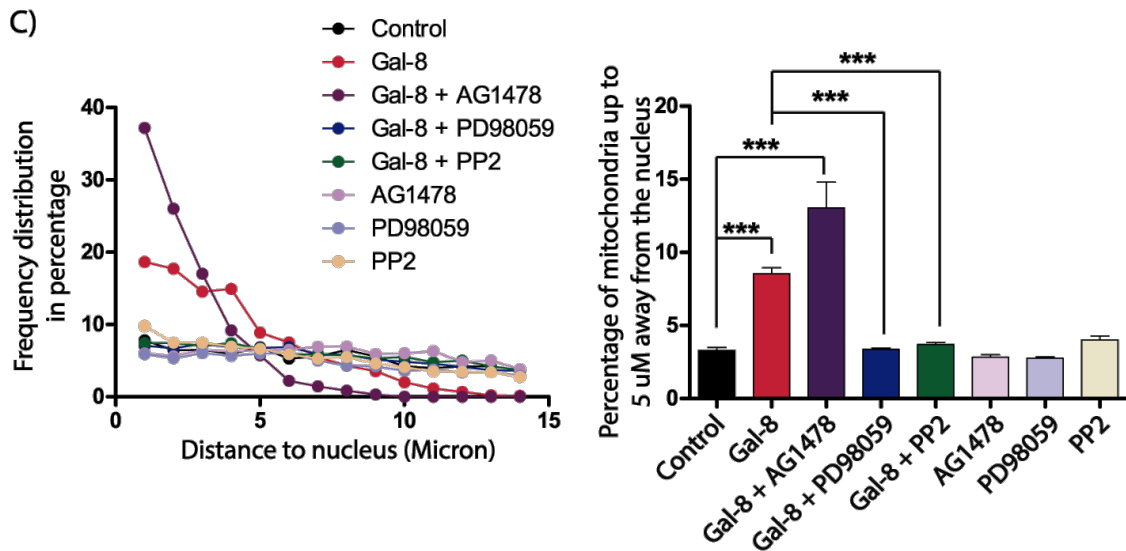 C)
Control
Gal-8
Gal-8 + AG1478
Gal-8 + PD98059
Gal-8 + PP2
AG1478
PD98059
PP2
Frequency distribution
in percentage
40
30
20
10
0
0
5
10
15
Distance to nucleus (Micron)
Percentage of mitochondria up to
5 uM away from the nucleus
20
15
10
5
0
***
***
***
***
Control
Gal-8
Gal-8 + AG1478
Gal-8 + PD98059
Gal-8 + PP2
AG1478
PD98059
PP2